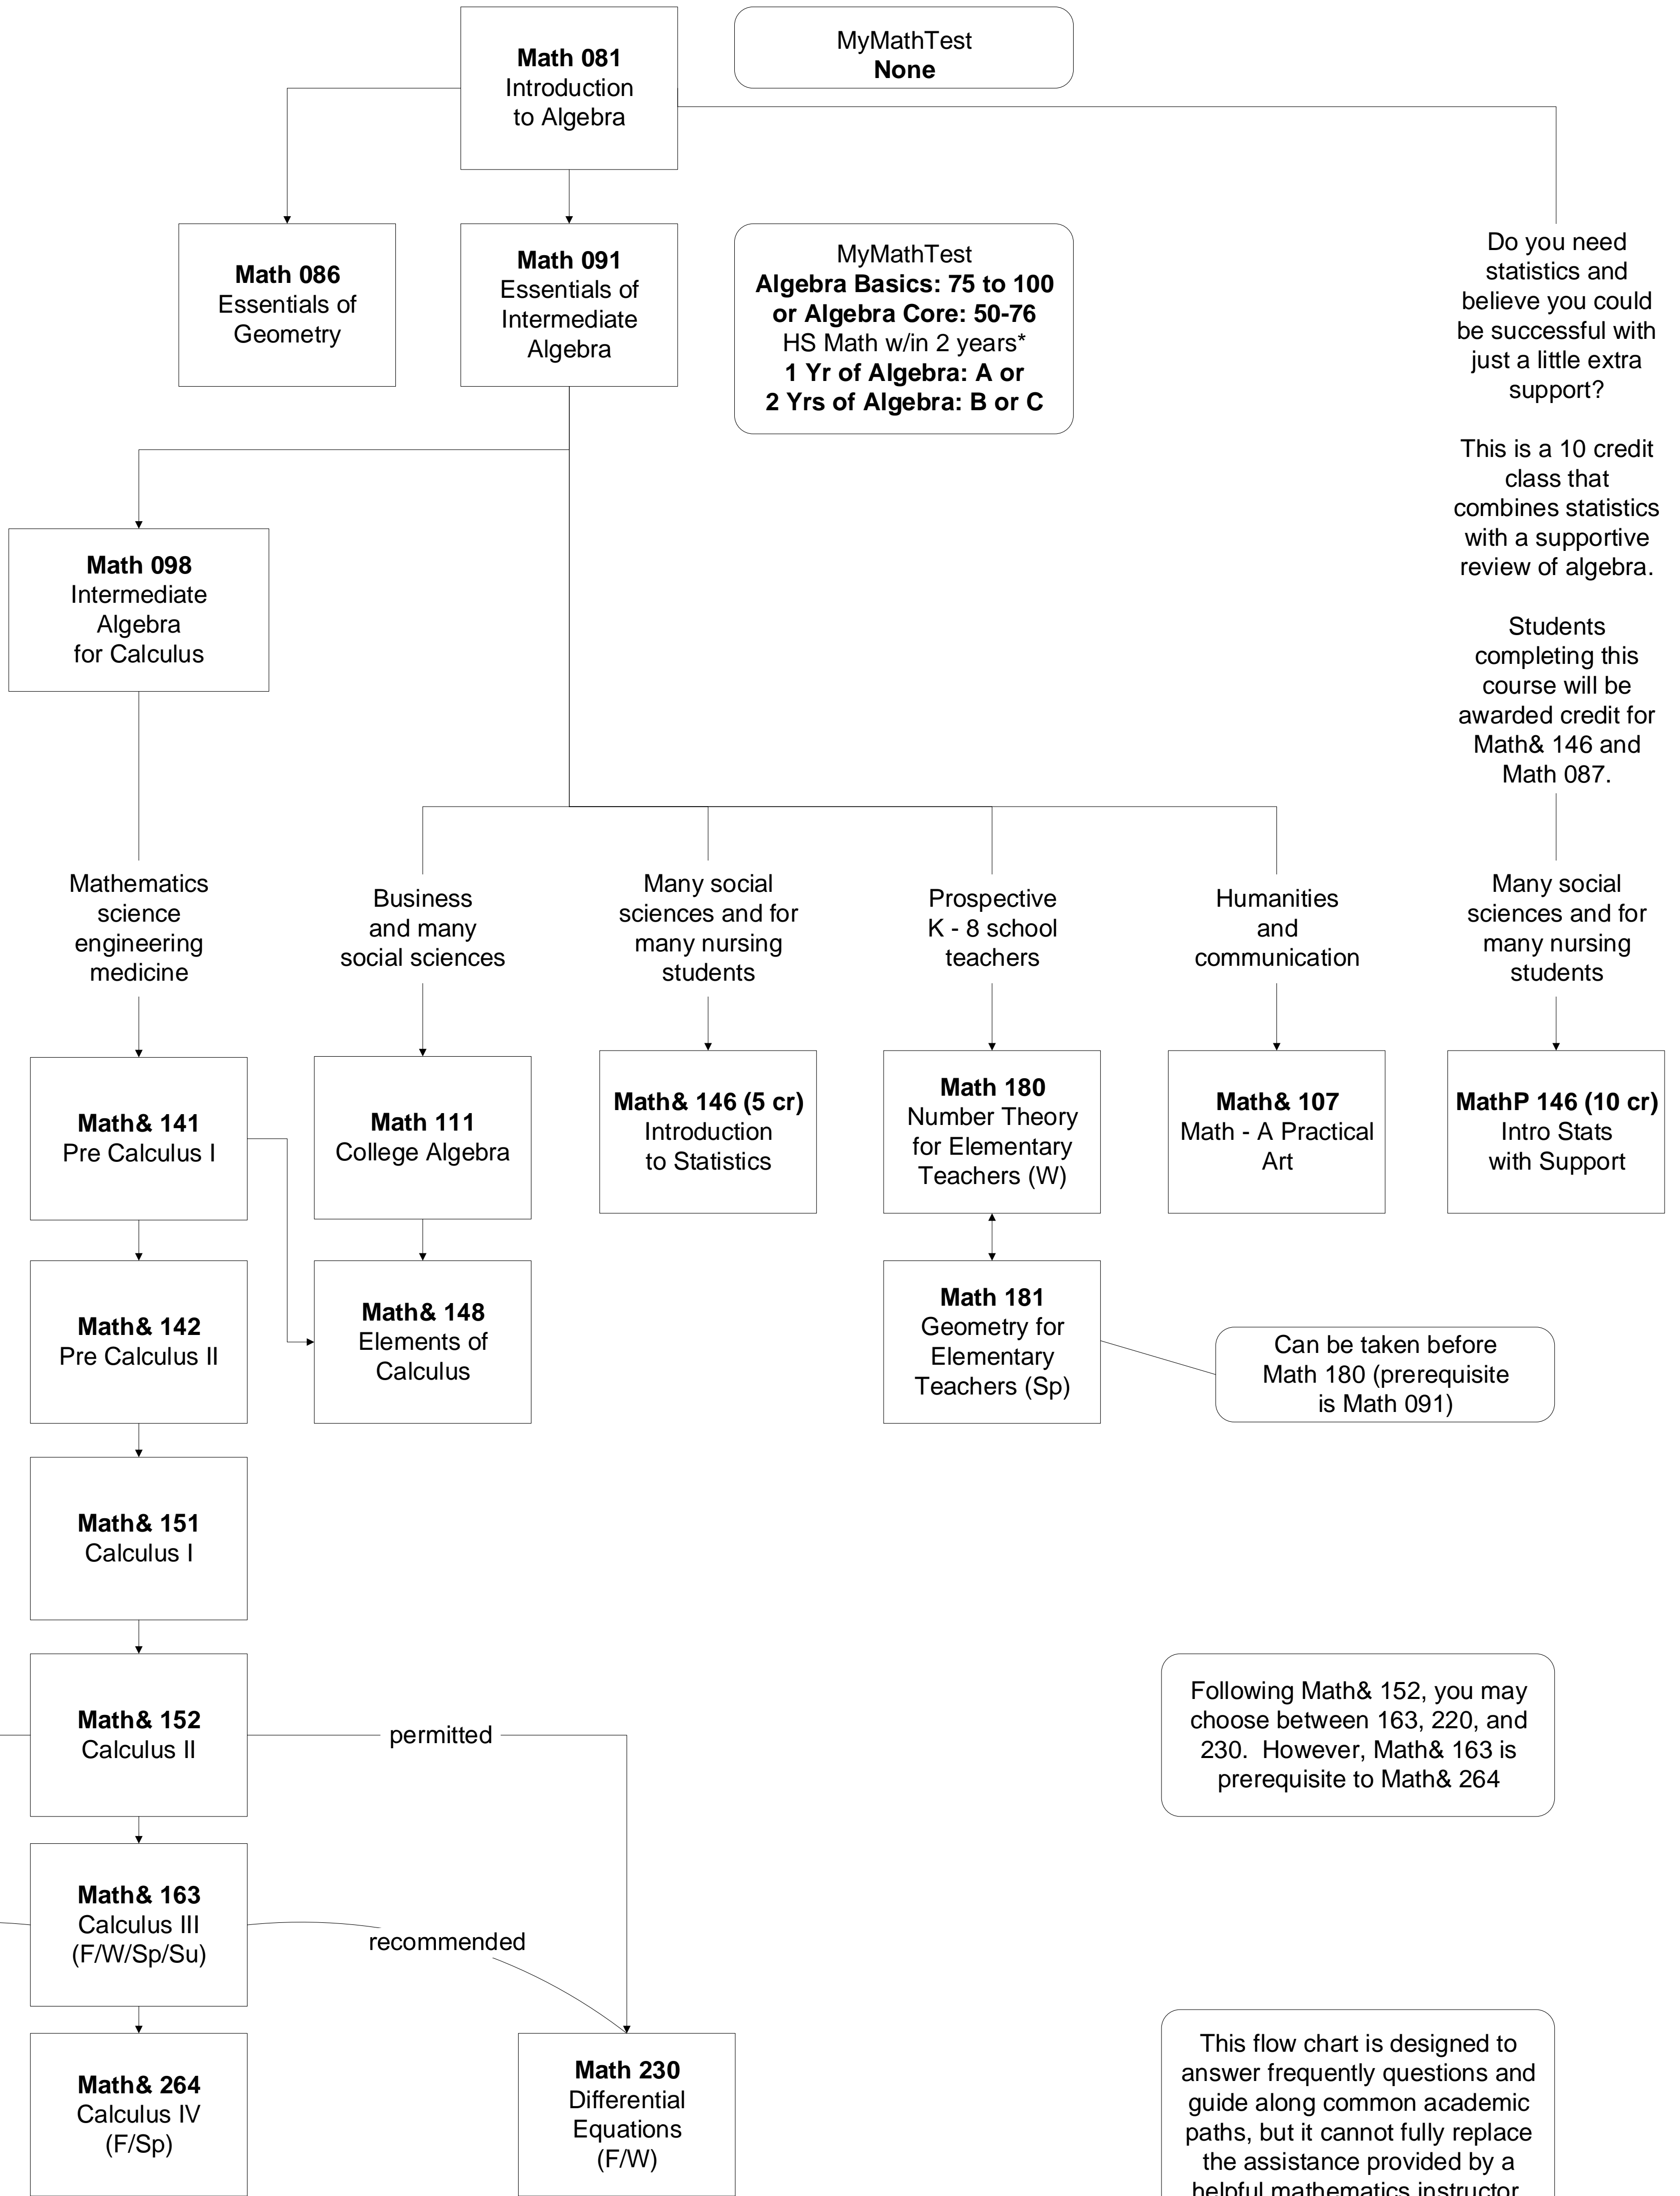 Math 081
Introduction
to Algebra
MyMathTest
None
Math 086
Essentials of
Geometry
Math 091
Essentials of
Intermediate
Algebra
MyMathTest
Algebra Basics: 75 to 100
or Algebra Core: 50-76
HS Math w/in 2 years*
1 Yr of Algebra: A or
2 Yrs of Algebra: B or C
Do you need
statistics and
believe you could
be successful with
just a little extra
support?
This is a 10 credit
class that
combines statistics
with a supportive
review of algebra.
Students
completing this
course will be
awarded credit for
Math& 146 and
Math 087.
Math 098
Intermediate
Algebra
for Calculus
Mathematics
science
engineering
medicine
Business
and many
social sciences
Many social
sciences and for
many nursing
students
Prospective
K - 8 school
teachers
Humanities
and
communication
Many social
sciences and for
many nursing
students
Math& 141
Pre Calculus I
Math 111
College Algebra
Math& 146 (5 cr)
Introduction
to Statistics
Math 180
Number Theory
for Elementary
Teachers (W)
Math& 107
Math - A Practical
Art
MathP 146 (10 cr)
Intro Stats
with Support
Math& 142
Pre Calculus II
Math& 148
Elements of
Calculus
Math 181
Geometry for
Elementary
Teachers (Sp)
Can be taken before
Math 180 (prerequisite
is Math 091)
Math& 151
Calculus I
Math& 152
Calculus II
permitted
Following Math& 152, you may
choose between 163, 220, and
230.  However, Math& 163 is
prerequisite to Math& 264
Math& 163
Calculus III
(F/W/Sp/Su)
recommended
Math& 264
Calculus IV
(F/Sp)
Math 230
Differential
Equations
(F/W)
This flow chart is designed to
answer frequently questions and
guide along common academic
paths, but it cannot fully replace
the assistance provided by a
helpful mathematics instructor